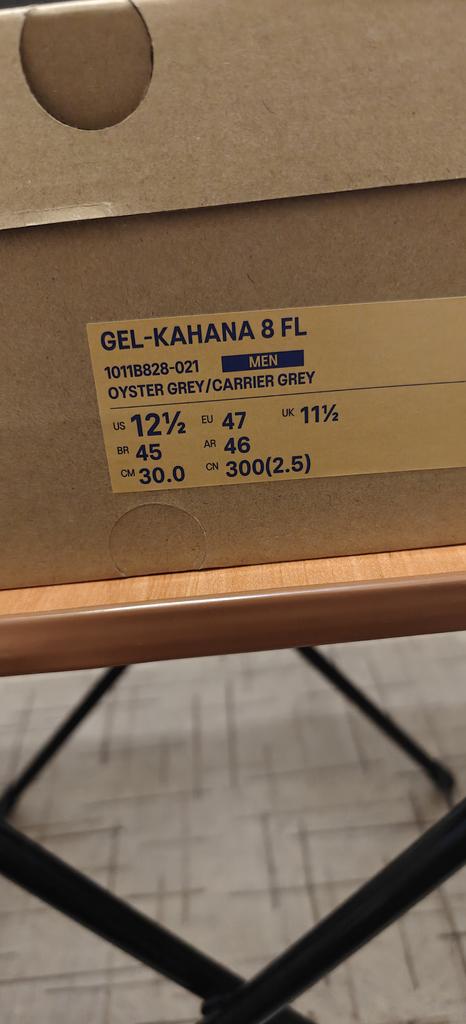 GEL-KAHANA 8 FL
1011B828-021 MEN
OYSTER GREY/CARRIER GREY
US 12½ EU 47 UK 11½
BR 45 AR 46
CM 30.0 CN 300(2.5)